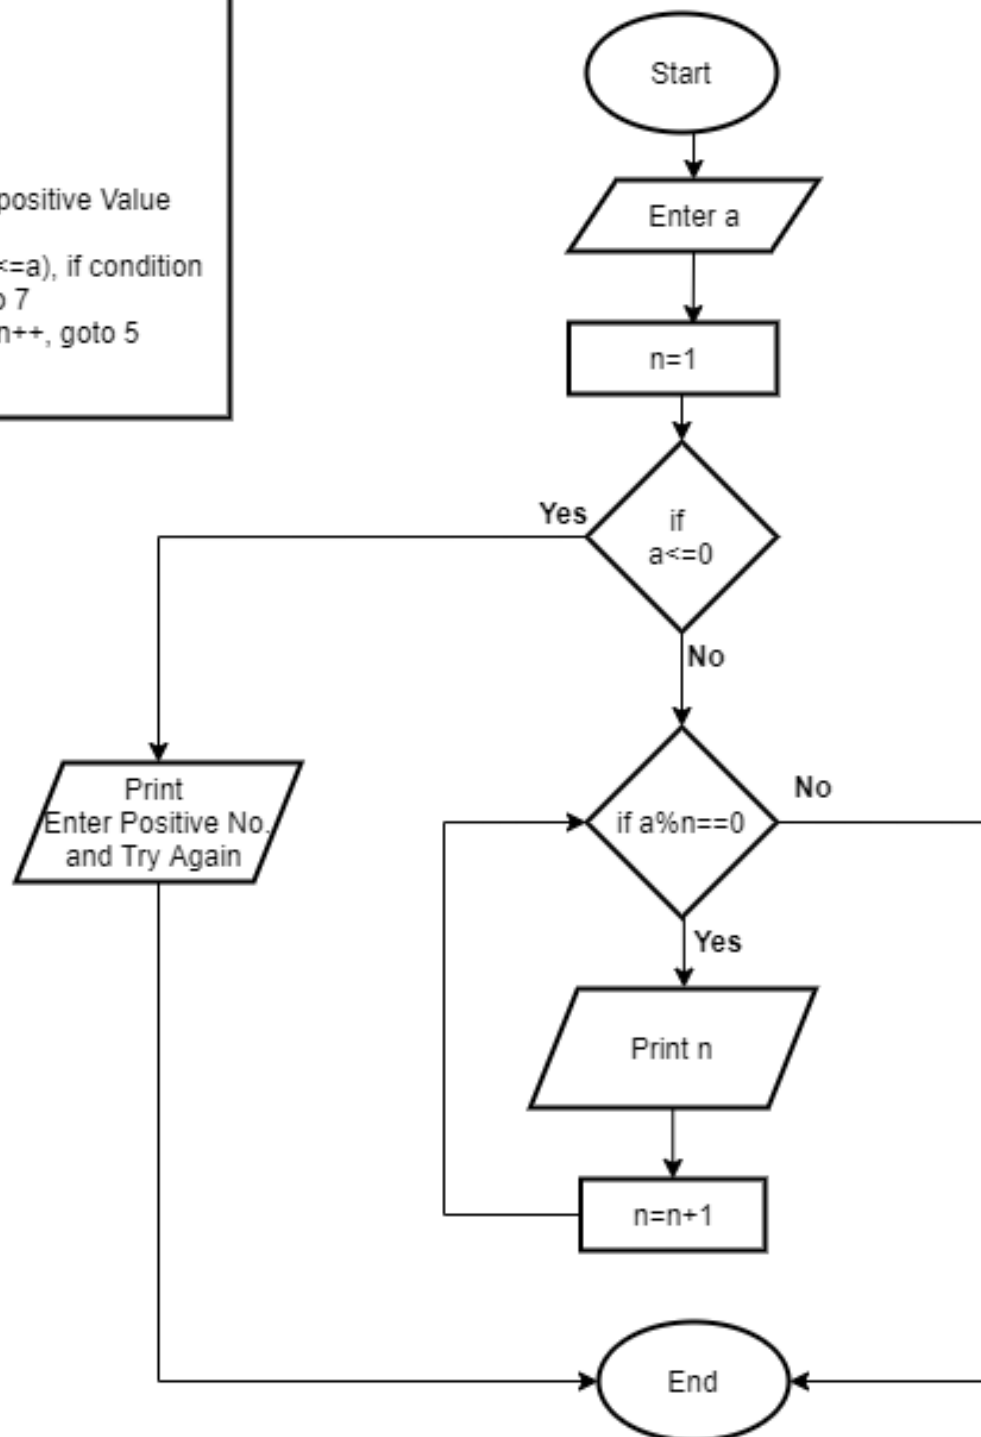 positive Value
<=a), if condition
7
n++, goto 5
Start
Enter a
n=1
Yes
if
a<=0
No
Print
Enter Positive No.
and Try Again
No
if a%n==0
Yes
Print n
n=n+1
End